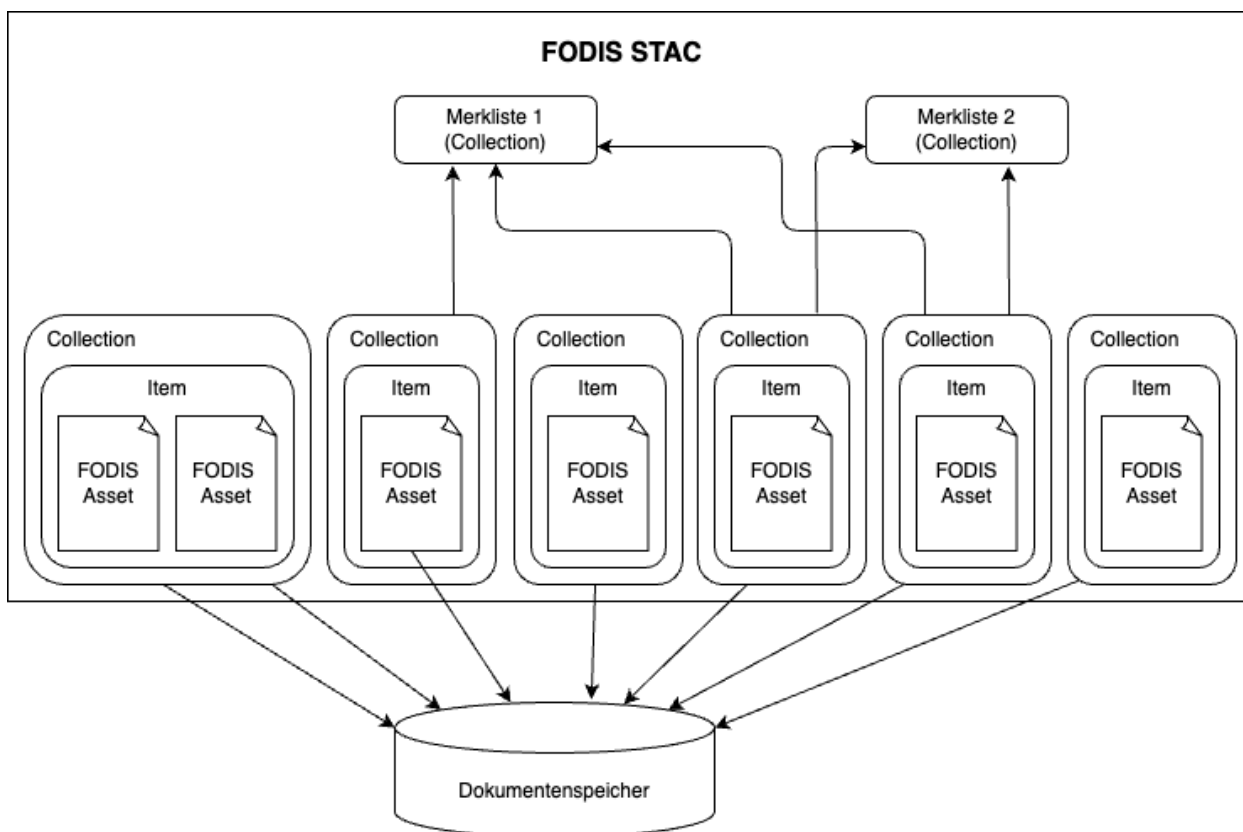 FODIS STAC
Merkliste 1
(Collection)
Merkliste 2
(Collection)
Collection
Item
FODIS
Asset
FODIS
Asset
Collection
Item
FODIS
Asset
Collection
Item
FODIS
Asset
Collection
Item
FODIS
Asset
Collection
Item
FODIS
Asset
Collection
Item
FODIS
Asset
Dokumentenspeicher